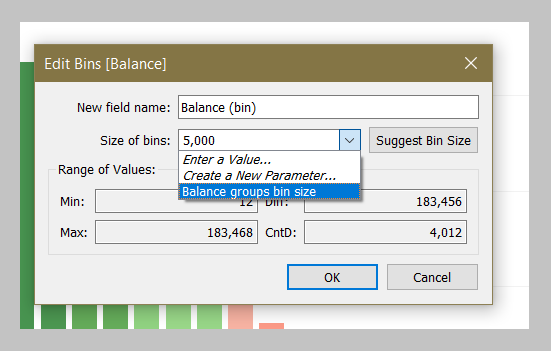 Edit Bins [Balance]
New field name: Balance (bin)
Size of bins: 5,000 Suggest Bin Size
Enter a Value...
Create a New Parameter...
Range of Values:
Balance groups bin size
Min: 12 Diff: 183,456
Max: 183,468 CntD: 4,012
OK Cancel